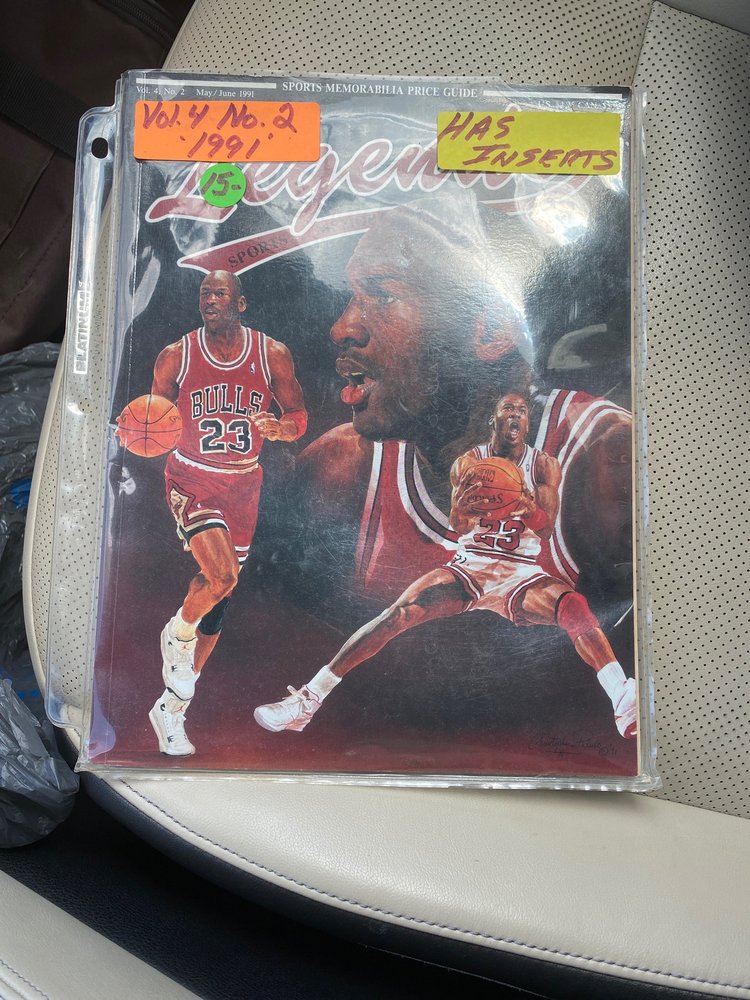 Vol. 4, No. 2 May/June 1991 SPORTS MEMORABILIA PRICE GUIDE
Vol. 4 No. 2
'1991'
HAS
INSERTS
15-
Legends
SPORTS
PLATINUM
BULLS
23
23